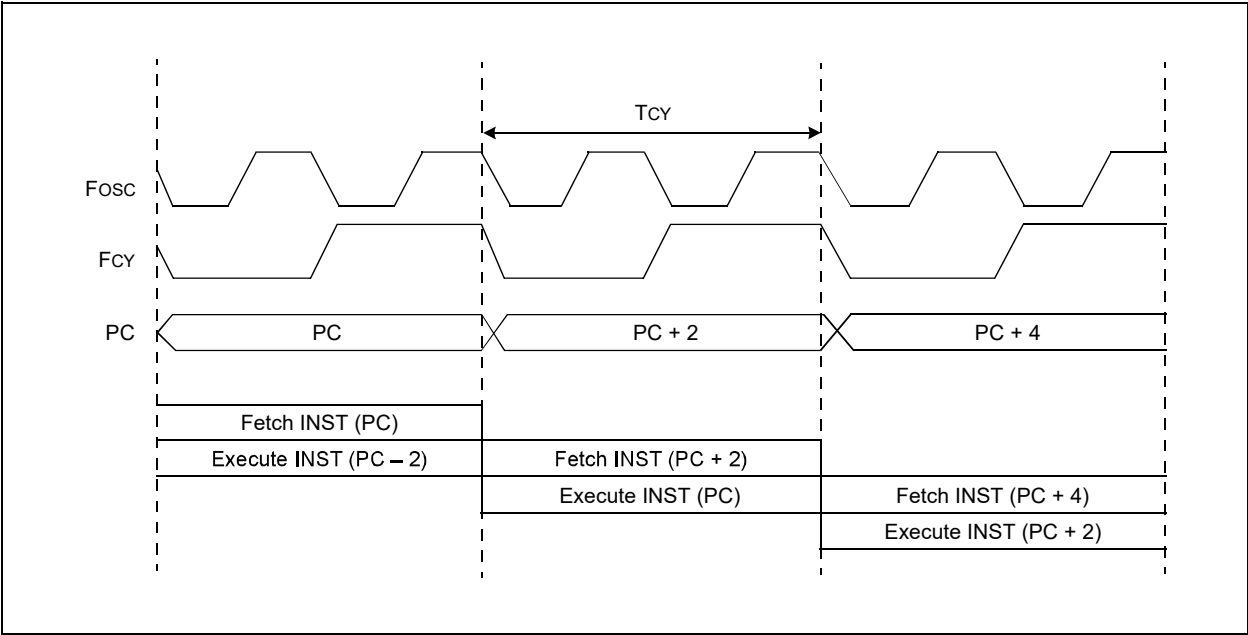 TCY
FOSC
FCY
PC PC PC + 2 PC + 4
Fetch INST (PC)
Execute INST (PC – 2) Fetch INST (PC + 2)
Execute INST (PC) Fetch INST (PC + 4)
Execute INST (PC + 2)